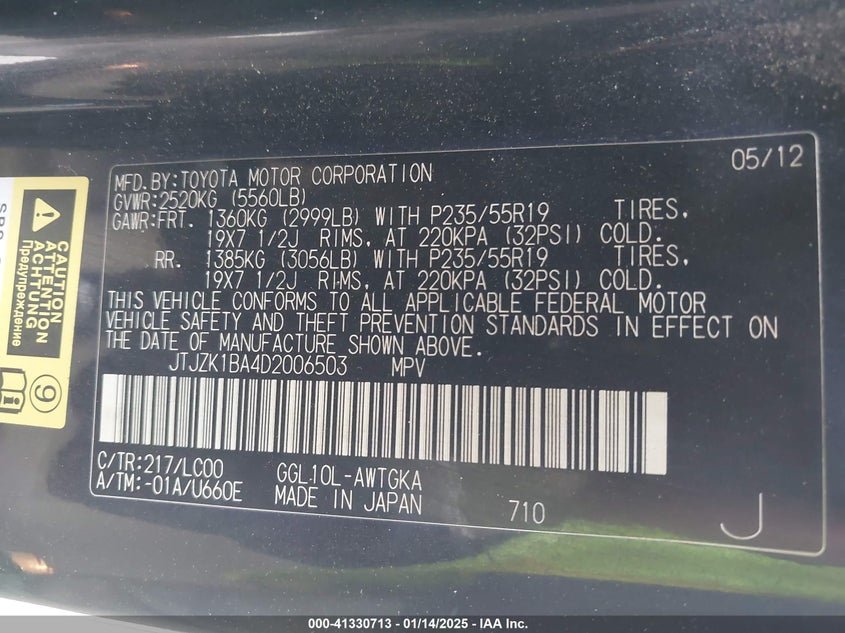 05/12
MFD.BY:TOYOTA MOTOR CORPORATION
GVWR:2520KG (5560LB)
GAWR:FRT. 1360KG (2999LB) WITH P235/55R19 TIRES,
19X7 1/2J RIMS, AT 220KPA (32PSI) COLD.
RR. 1385KG (3056LB) WITH P235/55R19 TIRES,
19X7 1/2J RIMS, AT 220KPA (32PSI) COLD.
THIS VEHICLE CONFORMS TO ALL APPLICABLE FEDERAL MOTOR
VEHICLE SAFETY AND THEFT PREVENTION STANDARDS IN EFFECT ON
THE DATE OF MANUFACTURE SHOWN ABOVE.
JTJZK1BA4D2006503 MPV
C/TR:217/LC00 GGL10L-AWTGKA
A/TM:-01A/U660E MADE IN JAPAN 710
J
CAUTION
ATTENTION
ACHTUNG
Предупреждение
9
i
000-41330713 - 01/14/2025 - IAA Inc.